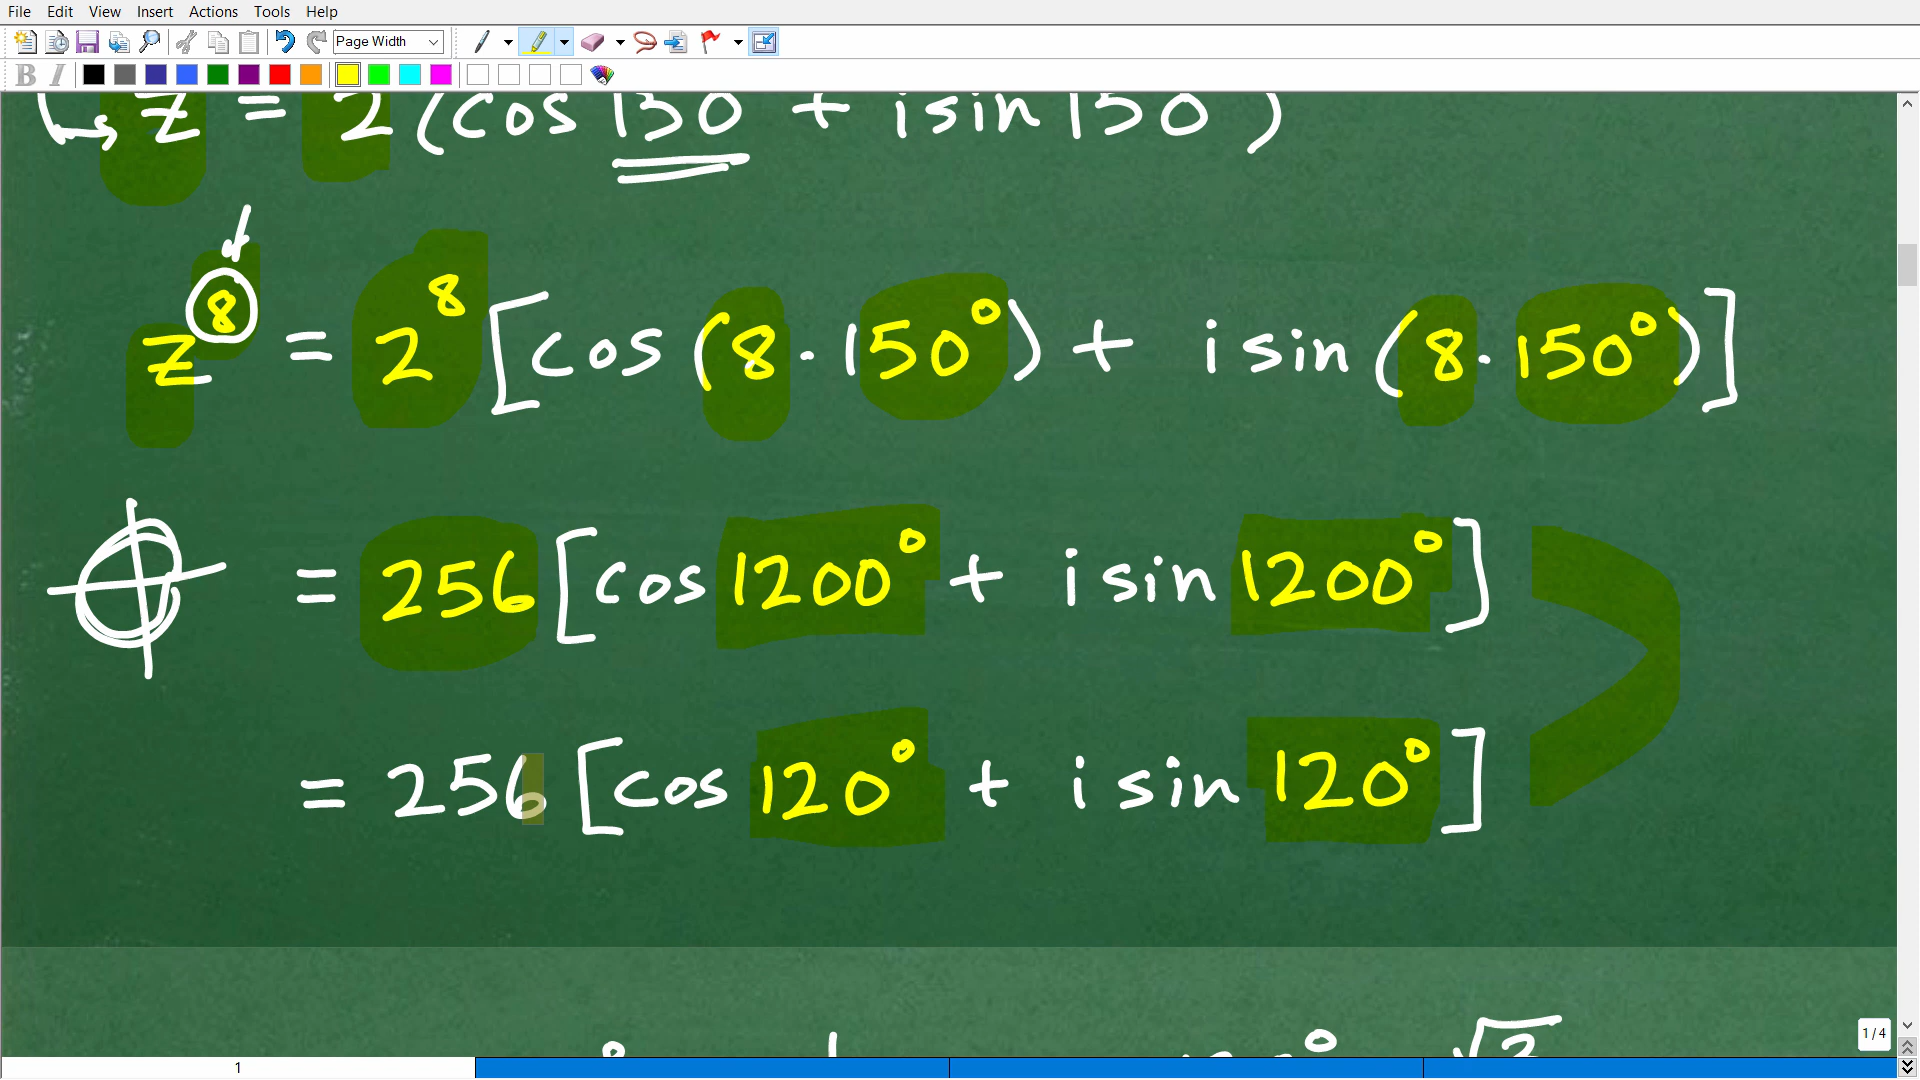 File Edit View Insert Actions Tools Help
Page Width
B I
z = 2 (cos 150 + i sin 150 )
z⁸ = 2⁸ [cos (8 · 150°) + i sin (8 · 150°)]
= 256 [cos 1200° + i sin 1200°]
= 256 [cos 120° + i sin 120°]
1 / 4
1